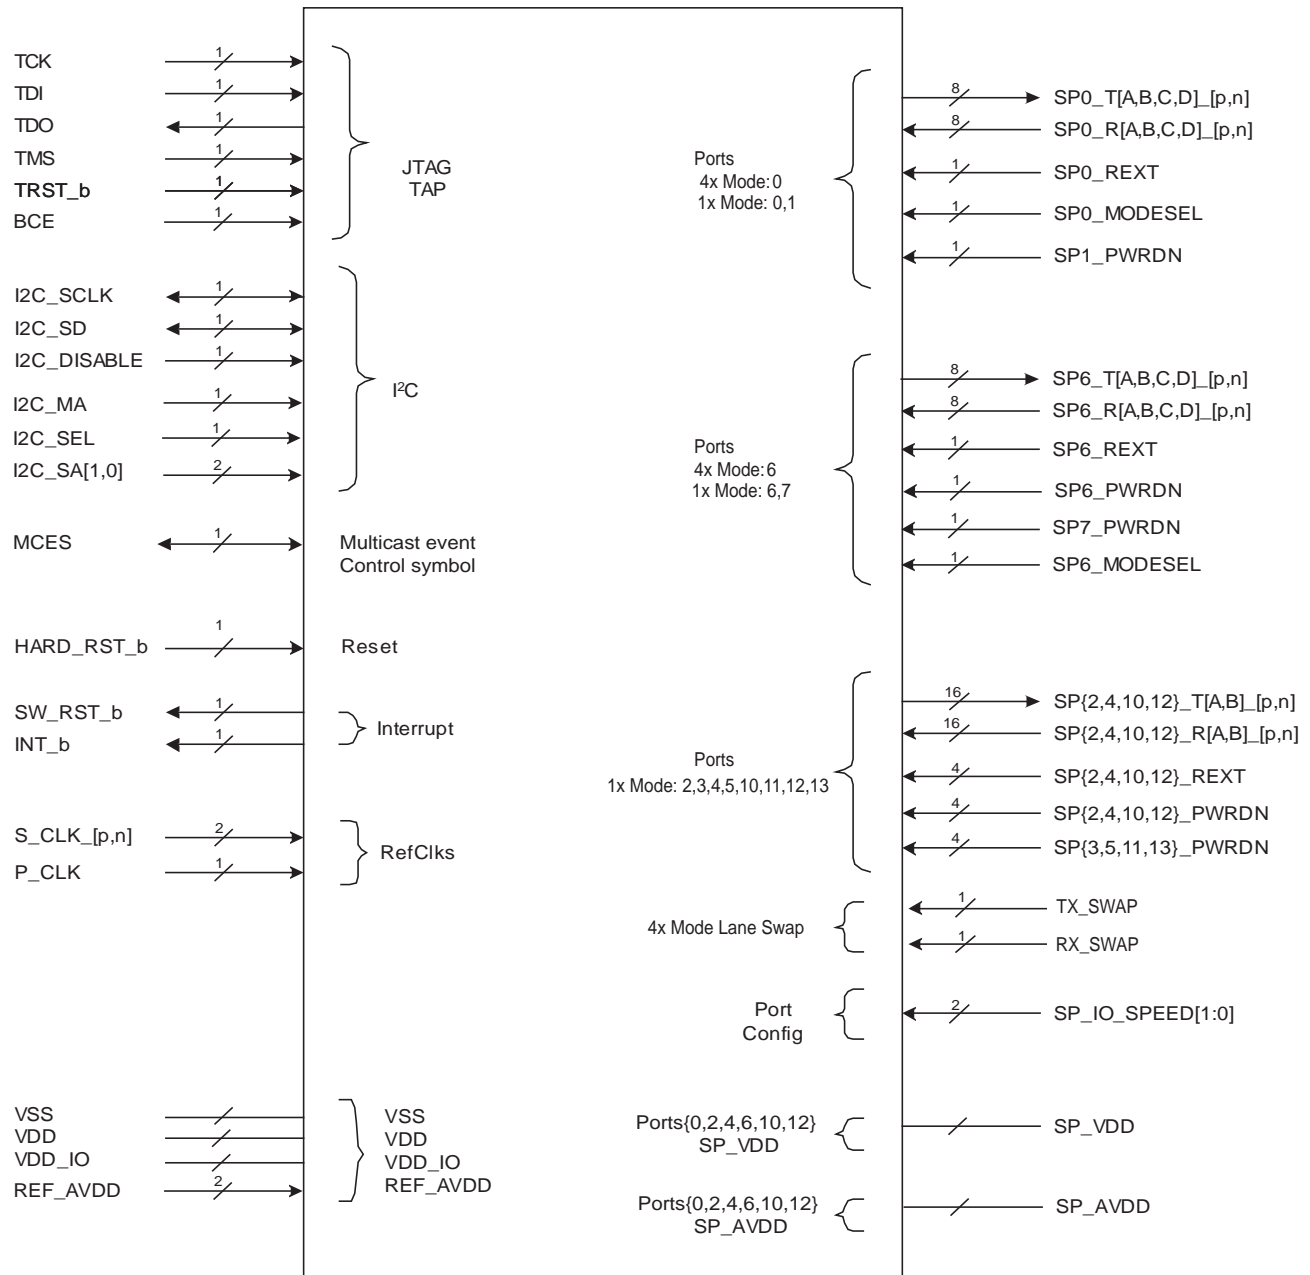 TCK
1
TDI
1
TDO
1
TMS
1
TRST_b
1
BCE
1
JTAG
TAP
I2C_SCLK
1
I2C_SD
1
I2C_DISABLE
1
I2C_MA
1
I2C_SEL
1
I2C_SA[1,0]
2
I²C
MCES
1
Multicast event
Control symbol
HARD_RST_b
1
Reset
SW_RST_b
1
INT_b
1
Interrupt
S_CLK_[p,n]
2
P_CLK
1
RefClks
VSS
VDD
VDD_IO
REF_AVDD
2
VSS
VDD
VDD_IO
REF_AVDD
Ports
4x Mode: 0
1x Mode: 0,1
8
SP0_T[A,B,C,D]_[p,n]
8
SP0_R[A,B,C,D]_[p,n]
1
SP0_REXT
1
SP0_MODESEL
1
SP1_PWRDN
Ports
4x Mode: 6
1x Mode: 6,7
8
SP6_T[A,B,C,D]_[p,n]
8
SP6_R[A,B,C,D]_[p,n]
1
SP6_REXT
1
SP6_PWRDN
1
SP7_PWRDN
1
SP6_MODESEL
Ports
1x Mode: 2,3,4,5,10,11,12,13
16
SP{2,4,10,12}_T[A,B]_[p,n]
16
SP{2,4,10,12}_R[A,B]_[p,n]
4
SP{2,4,10,12}_REXT
4
SP{2,4,10,12}_PWRDN
4
SP{3,5,11,13}_PWRDN
4x Mode Lane Swap
1
TX_SWAP
1
RX_SWAP
Port
Config
2
SP_IO_SPEED[1:0]
Ports{0,2,4,6,10,12}
SP_VDD
SP_VDD
Ports{0,2,4,6,10,12}
SP_AVDD
SP_AVDD